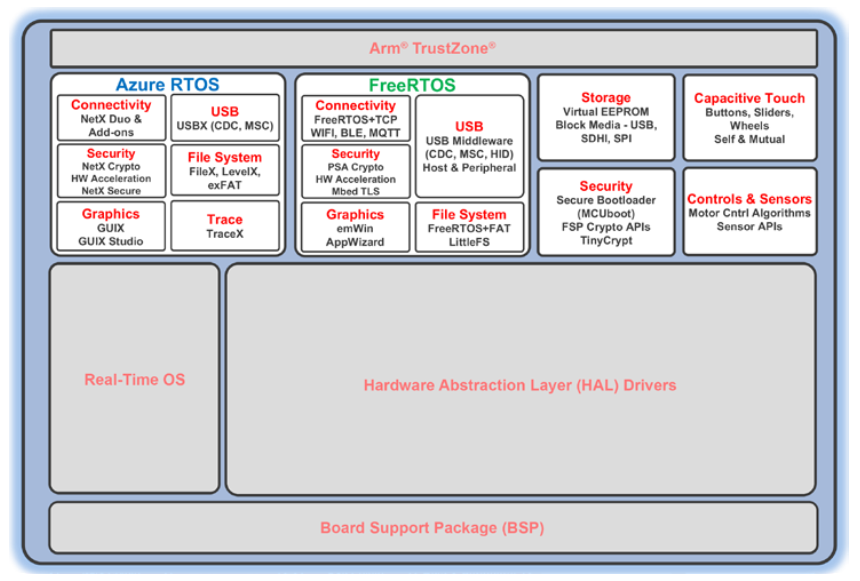 Arm® TrustZone®
Azure RTOS
Connectivity
NetX Duo &
Add-ons
USB
USBX (CDC, MSC)
Security
NetX Crypto
HW Acceleration
NetX Secure
File System
FileX, LevelX,
exFAT
Graphics
GUIX
GUIX Studio
Trace
TraceX
FreeRTOS
Connectivity
FreeRTOS+TCP
WIFI, BLE, MQTT
USB
USB Middleware
(CDC, MSC, HID)
Host & Peripheral
Security
PSA Crypto
HW Acceleration
Mbed TLS
Graphics
emWin
AppWizard
File System
FreeRTOS+FAT
LittleFS
Storage
Virtual EEPROM
Block Media - USB,
SDHI, SPI
Capacitive Touch
Buttons, Sliders,
Wheels
Self & Mutual
Security
Secure Bootloader
(MCUboot)
FSP Crypto APIs
TinyCrypt
Controls & Sensors
Motor Cntrl Algorithms
Sensor APIs
Real-Time OS
Hardware Abstraction Layer (HAL) Drivers
Board Support Package (BSP)